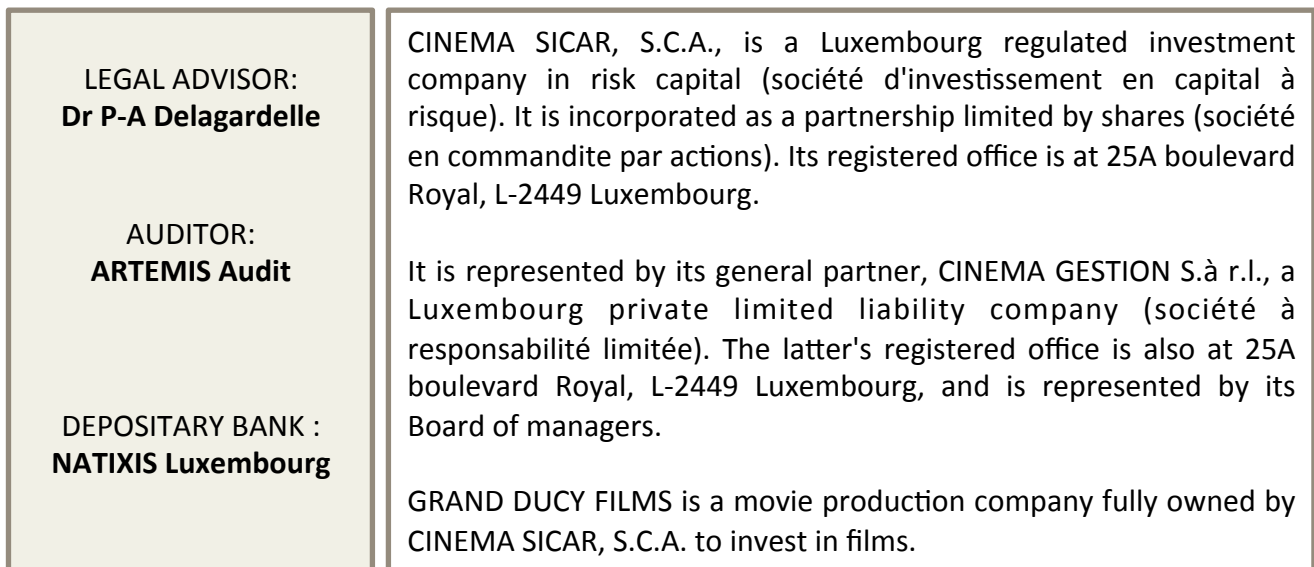 LEGAL ADVISOR:
Dr P-A Delagardelle
AUDITOR:
ARTEMIS Audit
DEPOSITARY BANK :
NATIXIS Luxembourg
CINEMA SICAR, S.C.A., is a Luxembourg regulated investment
company in risk capital (société d'investissement en capital à
risque). It is incorporated as a partnership limited by shares (société
en commandite par actions). Its registered office is at 25A boulevard
Royal, L-2449 Luxembourg.
It is represented by its general partner, CINEMA GESTION S.à r.l., a
Luxembourg private limited liability company (société à
responsabilité limitée). The latter's registered office is also at 25A
boulevard Royal, L-2449 Luxembourg, and is represented by its
Board of managers.
GRAND DUCY FILMS is a movie production company fully owned by
CINEMA SICAR, S.C.A. to invest in films.